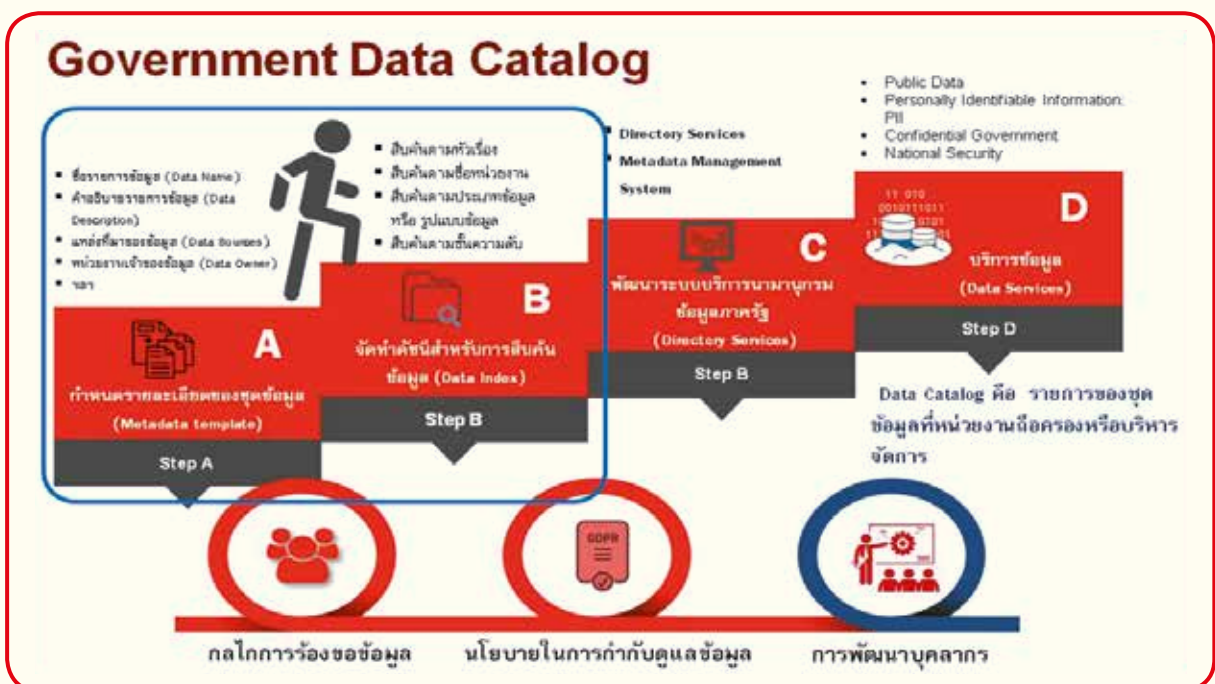 Government Data Catalog
▪ ชื่อรายการข้อมูล (Data Name)
▪ คำอธิบายรายการข้อมูล (Data
Description)
▪ แหล่งที่มาของข้อมูล (Data Sources)
▪ หน่วยงานเจ้าของข้อมูล (Data Owner)
▪ ฯลฯ
A
กำหนดรายละเอียดของชุดข้อมูล
(Metadata template)
Step A
▪ สืบค้นตามหัวเรื่อง
▪ สืบค้นตามชื่อหน่วยงาน
▪ สืบค้นตามประเภทข้อมูล
หรือ รูปแบบข้อมูล
▪ สืบค้นตามชั้นความลับ
B
จัดทำดัชนีสำหรับการสืบค้น
ข้อมูล (Data Index)
Step B
▪ Directory Services
▪ Metadata Management
System
C
พัฒนาระบบบริการนามานุกรม
ข้อมูลภาครัฐ
(Directory Services)
Step B
• Public Data
• Personally Identifiable Information:
PII
• Confidential Government
• National Security
11 010
0010111011
0101
D
บริการข้อมูล
(Data Services)
Step D
Data Catalog คือ รายการของชุด
ข้อมูลที่หน่วยงานถือครองหรือบริหาร
จัดการ
GDPR
กลไกการร้องขอข้อมูล
นโยบายในการกำกับดูแลข้อมูล
การพัฒนาบุคลากร